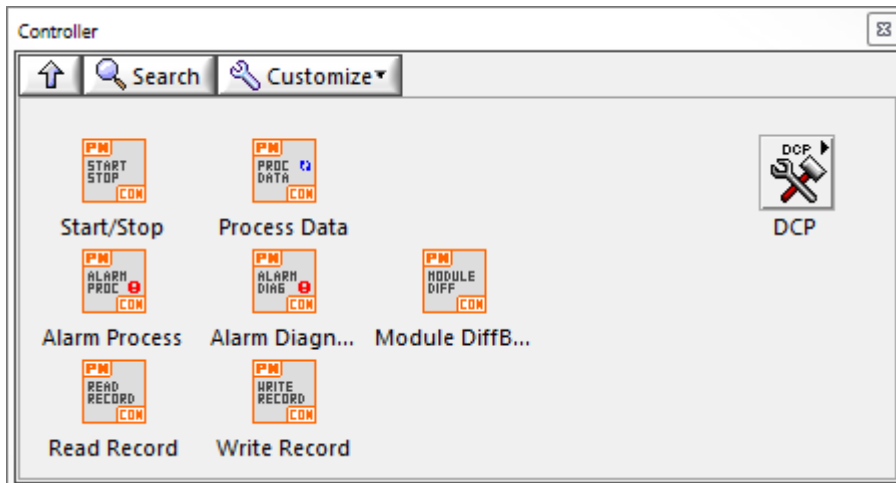 Controller
Search Customize
PN START STOP CON
PN PROC DATA CON
DCP
Start/Stop Process Data DCP
PN ALARM PROC CON
PN ALARM DIAG CON
PN MODULE DIFF CON
Alarm Process Alarm Diagn... Module DiffB...
PN READ RECORD CON
PN WRITE RECORD CON
Read Record Write Record